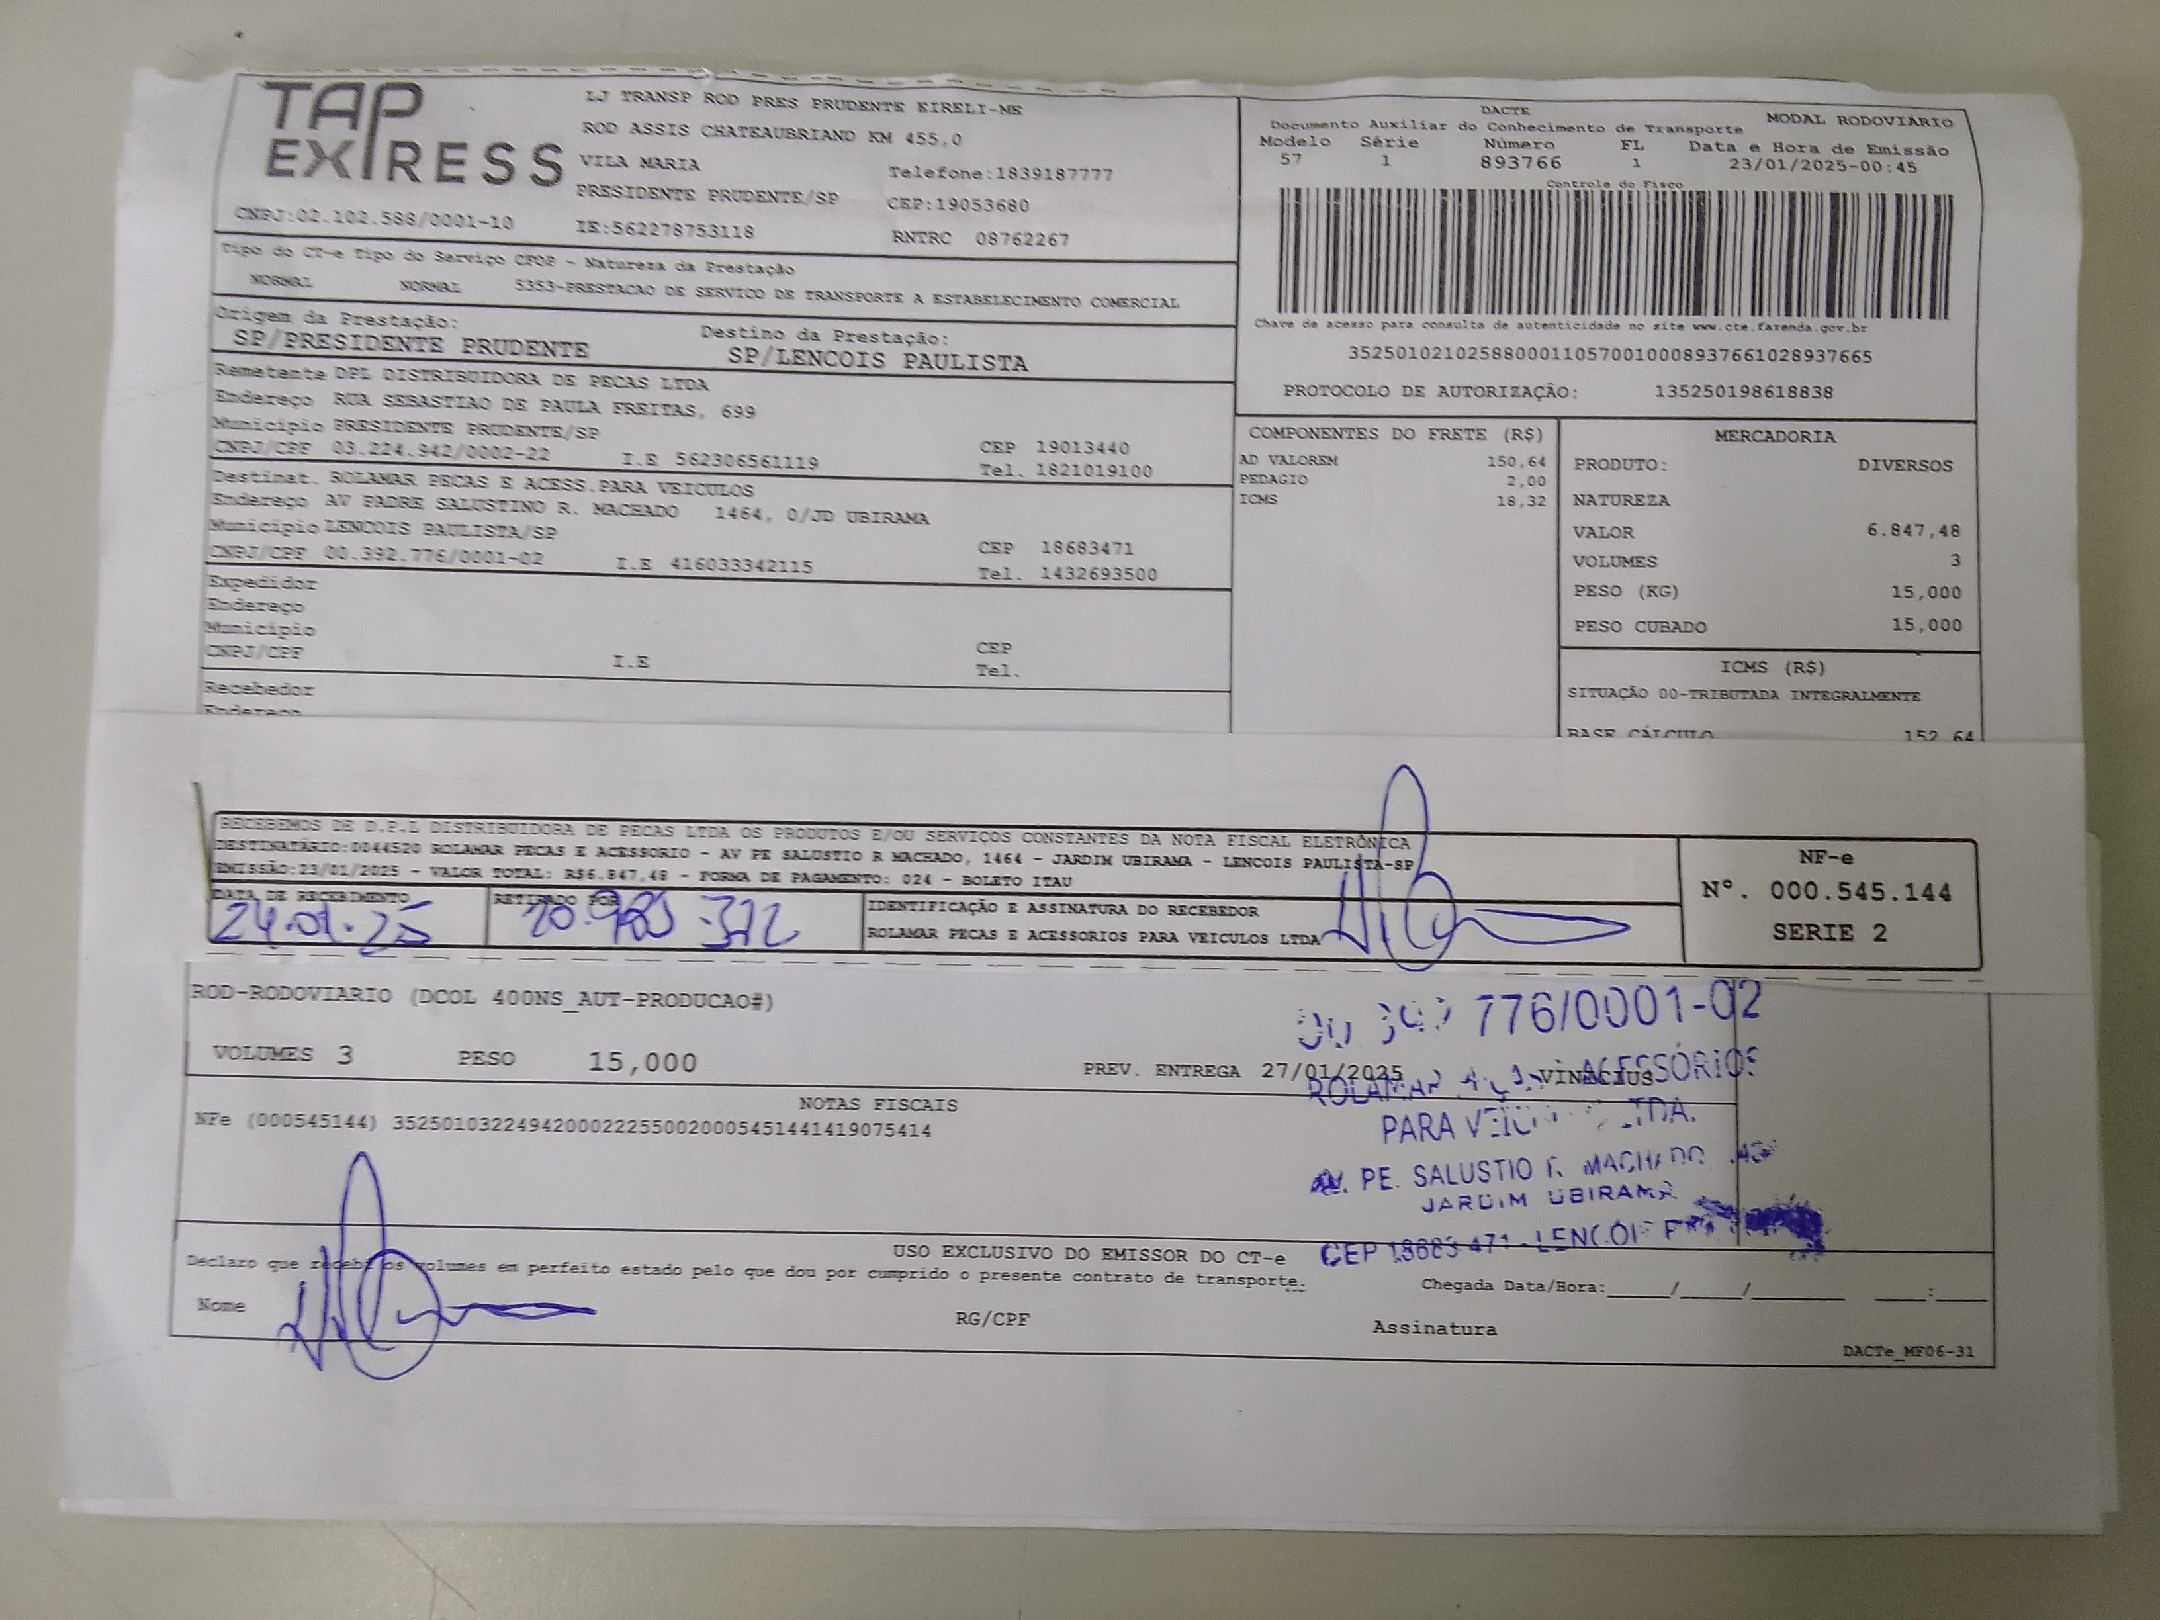 TAP EXPRESS
LJ TRANSP ROD PRES PRUDENTE EIRELI-ME
ROD ASSIS CHATEAUBRIAND KM 455,0
VILA MARIA Telefone:1839187777
PRESIDENTE PRUDENTE/SP CEP:19053680
CNPJ:02.102.588/0001-10 IE:562278753118 RNTRC 08762267
Tipo do CT-e Tipo do Serviço CFOP - Natureza da Prestação
NORMAL NORMAL 5353-PRESTACAO DE SERVICO DE TRANSPORTE A ESTABELECIMENTO COMERCIAL
Origem da Prestação: Destino da Prestação:
SP/PRESIDENTE PRUDENTE SP/LENCOIS PAULISTA
Remetente DPL DISTRIBUIDORA DE PECAS LTDA
Endereço RUA SEBASTIAO DE PAULA FREITAS, 699
Município PRESIDENTE PRUDENTE/SP CEP 19013440
CNPJ/CPF 03.224.942/0002-22 I.E 562306561119 Tel. 1821019100
Destinat. ROLAMAR PECAS E ACESS.PARA VEICULOS
Endereço AV PADRE SALUSTINO R. MACHADO 1464, 0/JD UBIRAMA
Município LENCOIS PAULISTA/SP CEP 18683471
CNPJ/CPF 00.392.776/0001-02 I.E 416033342115 Tel. 1432693500
Expedidor
Endereço
Município CEP
CNPJ/CPF I.E Tel.
Recebedor
Endereço
DACTE MODAL RODOVIÁRIO
Documento Auxiliar do Conhecimento de Transporte
Modelo Série Número FL Data e Hora de Emissão
57 1 893766 1 23/01/2025-00:45
Controle do Fisco
Chave de acesso para consulta de autenticidade no site www.cte.fazenda.gov.br
35250102102588000110570010008937661028937665
PROTOCOLO DE AUTORIZAÇÃO: 135250198618838
COMPONENTES DO FRETE (R$)
AD VALOREM 150,64
PEDAGIO 2,00
ICMS 18,32
MERCADORIA
PRODUTO: DIVERSOS
NATUREZA
VALOR 6.847,48
VOLUMES 3
PESO (KG) 15,000
PESO CUBADO 15,000
ICMS (R$)
SITUAÇÃO 00-TRIBUTADA INTEGRALMENTE
BASE CÁLCULO 152,64
RECEBEMOS DE D.P.L DISTRIBUIDORA DE PECAS LTDA OS PRODUTOS E/OU SERVIÇOS CONSTANTES DA NOTA FISCAL ELETRÔNICA
DESTINATÁRIO:0044520 ROLAMAR PECAS E ACESSORIO - AV PE SALUSTIO R MACHADO, 1464 - JARDIM UBIRAMA - LENCOIS PAULISTA-SP
EMISSÃO:23/01/2025 - VALOR TOTAL: R$6.847,48 - FORMA DE PAGAMENTO: 024 - BOLETO ITAU
DATA DE RECEBIMENTO RETIRADO POR IDENTIFICAÇÃO E ASSINATURA DO RECEBEDOR
24.01.25
ROLAMAR PECAS E ACESSORIOS PARA VEICULOS LTDA
NF-e
Nº. 000.545.144
SERIE 2
ROD-RODOVIARIO (DCOL 400NS_AUT-PRODUCAO#)
VOLUMES 3 PESO 15,000 PREV. ENTREGA 27/01/2025 VINICIUS
NOTAS FISCAIS
NFe (000545144) 35250103224942000222550020005451441419075414
776/0001-02
ROLAMAR ACESSÓRIOS
PARA
PE. SALUSTIO R. MACHADO
JARDIM UBIRAMA
CEP 18683-471 -
USO EXCLUSIVO DO EMISSOR DO CT-e
Declaro que recebi os volumes em perfeito estado pelo que dou por cumprido o presente contrato de transporte.
Chegada Data/Hora:_____/_____/_______ ____:____
Nome RG/CPF Assinatura
DACTe_MF06-31